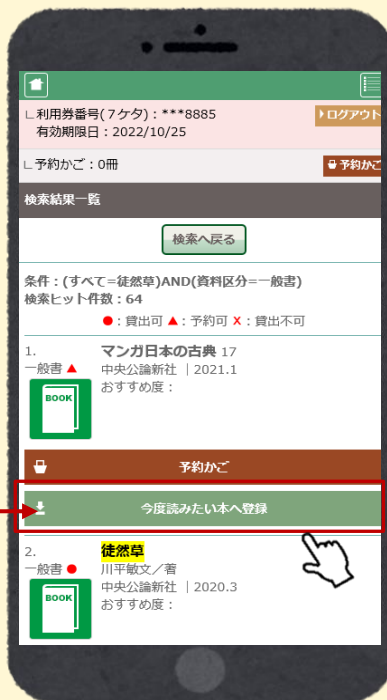 ∟利用券番号(7ケタ)：***8885
ログアウト
有効期限日：2022/10/25
∟予約かご：0冊
予約かご
検索結果一覧
検索へ戻る
条件：(すべて=徒然草)AND(資料区分=一般書)
検索ヒット件数：64
●：貸出可 ▲：予約可 X：貸出不可
1.
マンガ日本の古典 17
一般書 ▲
中央公論新社 ｜2021.1
おすすめ度：
BOOK
予約かご
今度読みたい本へ登録
2.
徒然草
一般書 ●
川平敏文／著
中央公論新社 ｜2020.3
おすすめ度：
BOOK